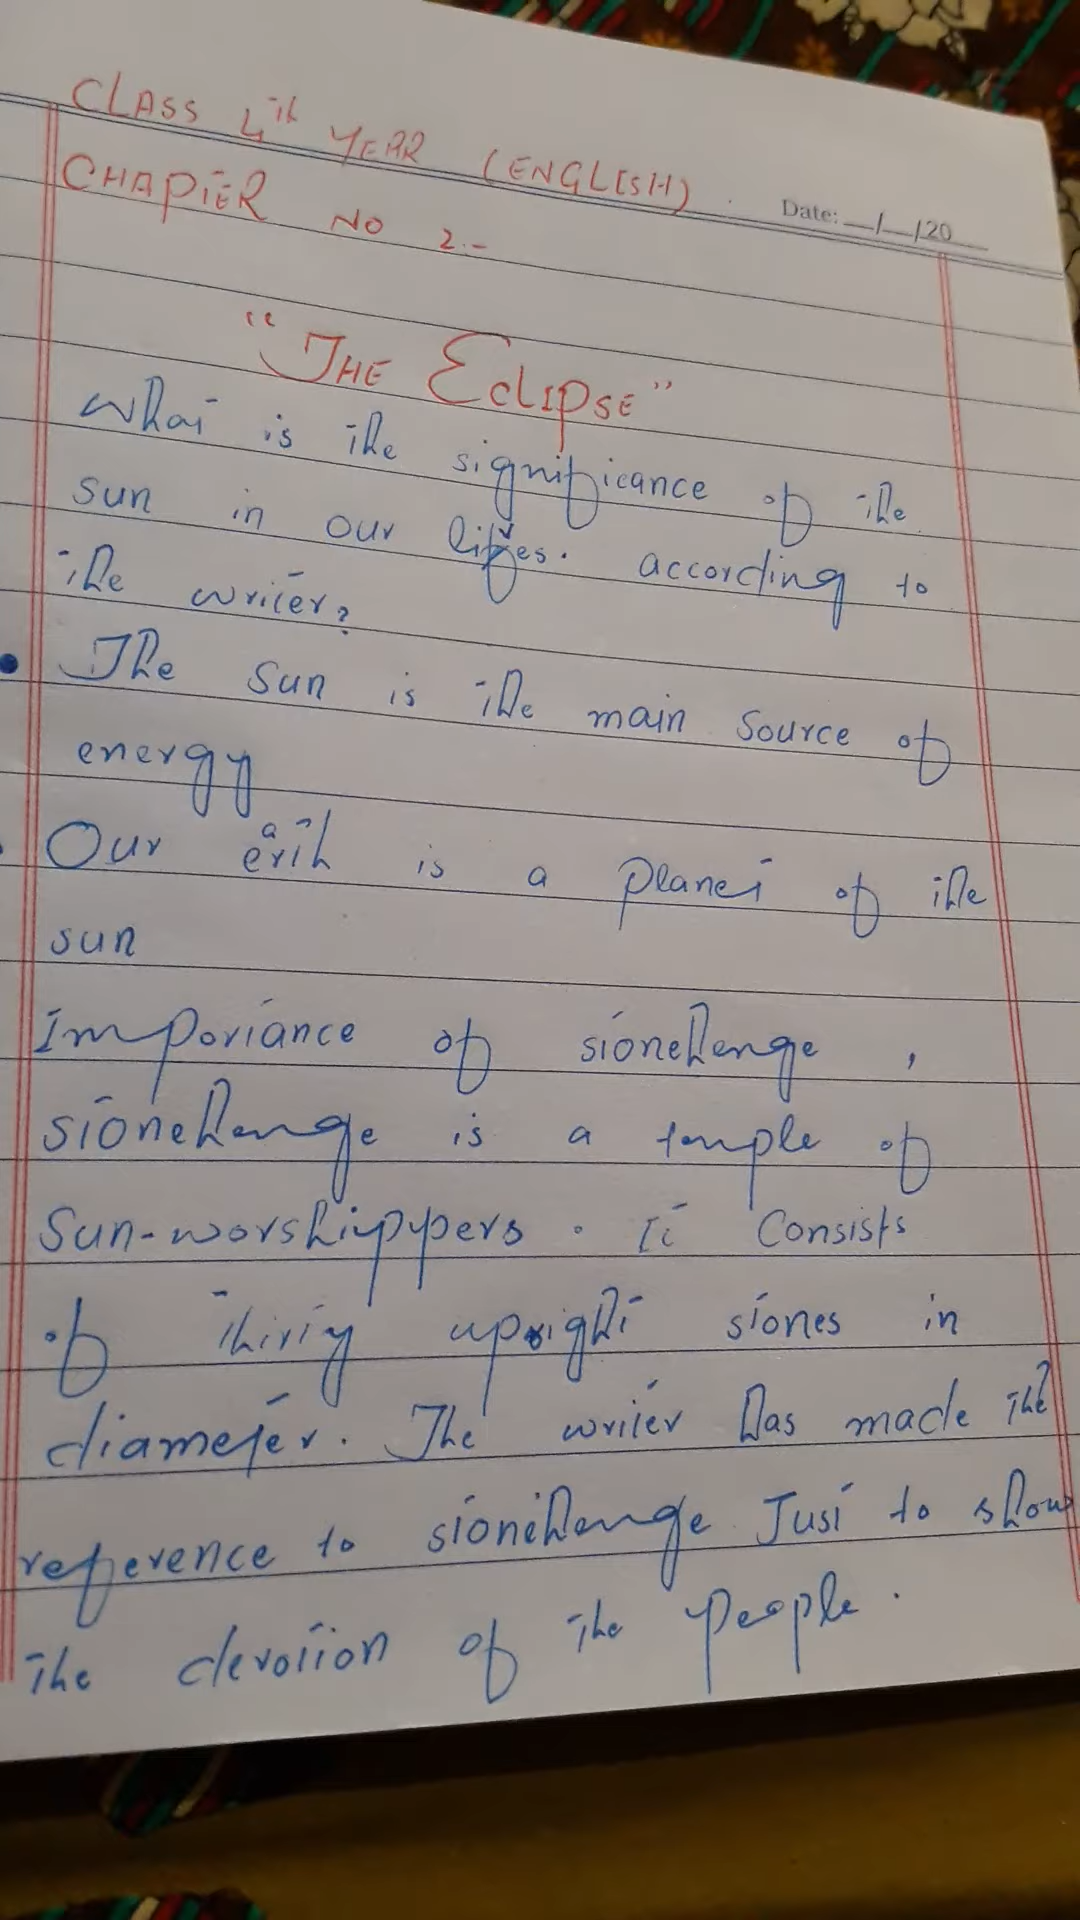 CLASS 4th YEAR (ENGLISH)
CHAPTER NO 2.-
Date: __/__/20__
"THE Eclipse"
What is the significance of the
sun in our lives. according to
the writer?
• The Sun is the main source of
energy
• Our earth is a planet of the
sun
Importance of stonehenge,
stonehenge is a temple of
Sun-worshippers. It Consists
of thirty upright stones in
diameter. The writer has made the
reference to stonehenge Just to show
the devotion of the people.